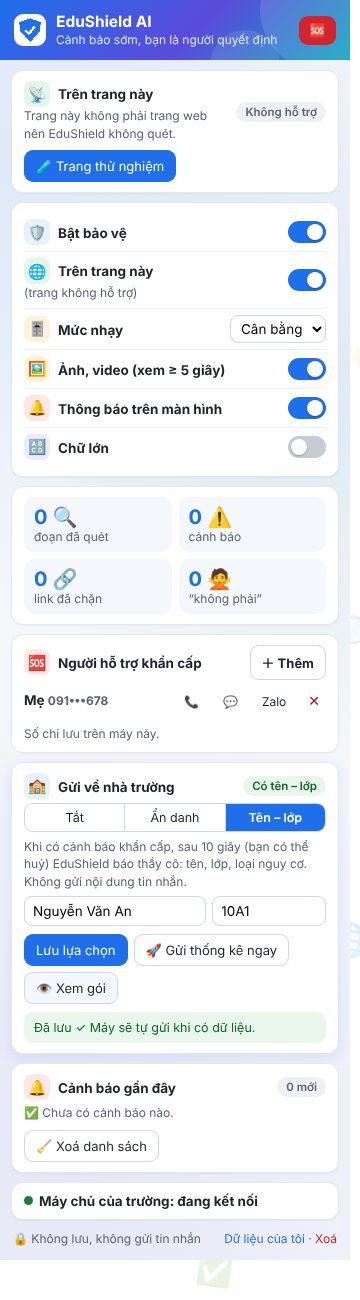 EduShield AI
Cảnh báo sớm, bạn là người quyết định
🆘
📡 Trên trang này
Trang này không phải trang web
nên EduShield không quét.
Không hỗ trợ
🧪 Trang thử nghiệm
🛡️ Bật bảo vệ
🌐 Trên trang này
(trang không hỗ trợ)
🎚️ Mức nhạy
Cân bằng
🖼️ Ảnh, video (xem ≥ 5 giây)
🔔 Thông báo trên màn hình
🔠 Chữ lớn
0 🔍
đoạn đã quét
0 ⚠️
cảnh báo
0 🔗
link đã chặn
0 🙅
“không phải”
🆘 Người hỗ trợ khẩn cấp
＋ Thêm
Mẹ 091•••678
📞 💬 Zalo ✕
Số chỉ lưu trên máy này.
🏫 Gửi về nhà trường
Có tên – lớp
Tắt
Ẩn danh
Tên – lớp
Khi có cảnh báo khẩn cấp, sau 10 giây (bạn có thể
huỷ) EduShield báo thầy cô: tên, lớp, loại nguy cơ.
Không gửi nội dung tin nhắn.
Nguyễn Văn An
10A1
Lưu lựa chọn
🚀 Gửi thống kê ngay
👁️ Xem gói
Đã lưu ✓ Máy sẽ tự gửi khi có dữ liệu.
🔔 Cảnh báo gần đây
0 mới
✅ Chưa có cảnh báo nào.
🧹 Xoá danh sách
Máy chủ của trường: đang kết nối
🔒 Không lưu, không gửi tin nhắn
Dữ liệu của tôi · Xoá